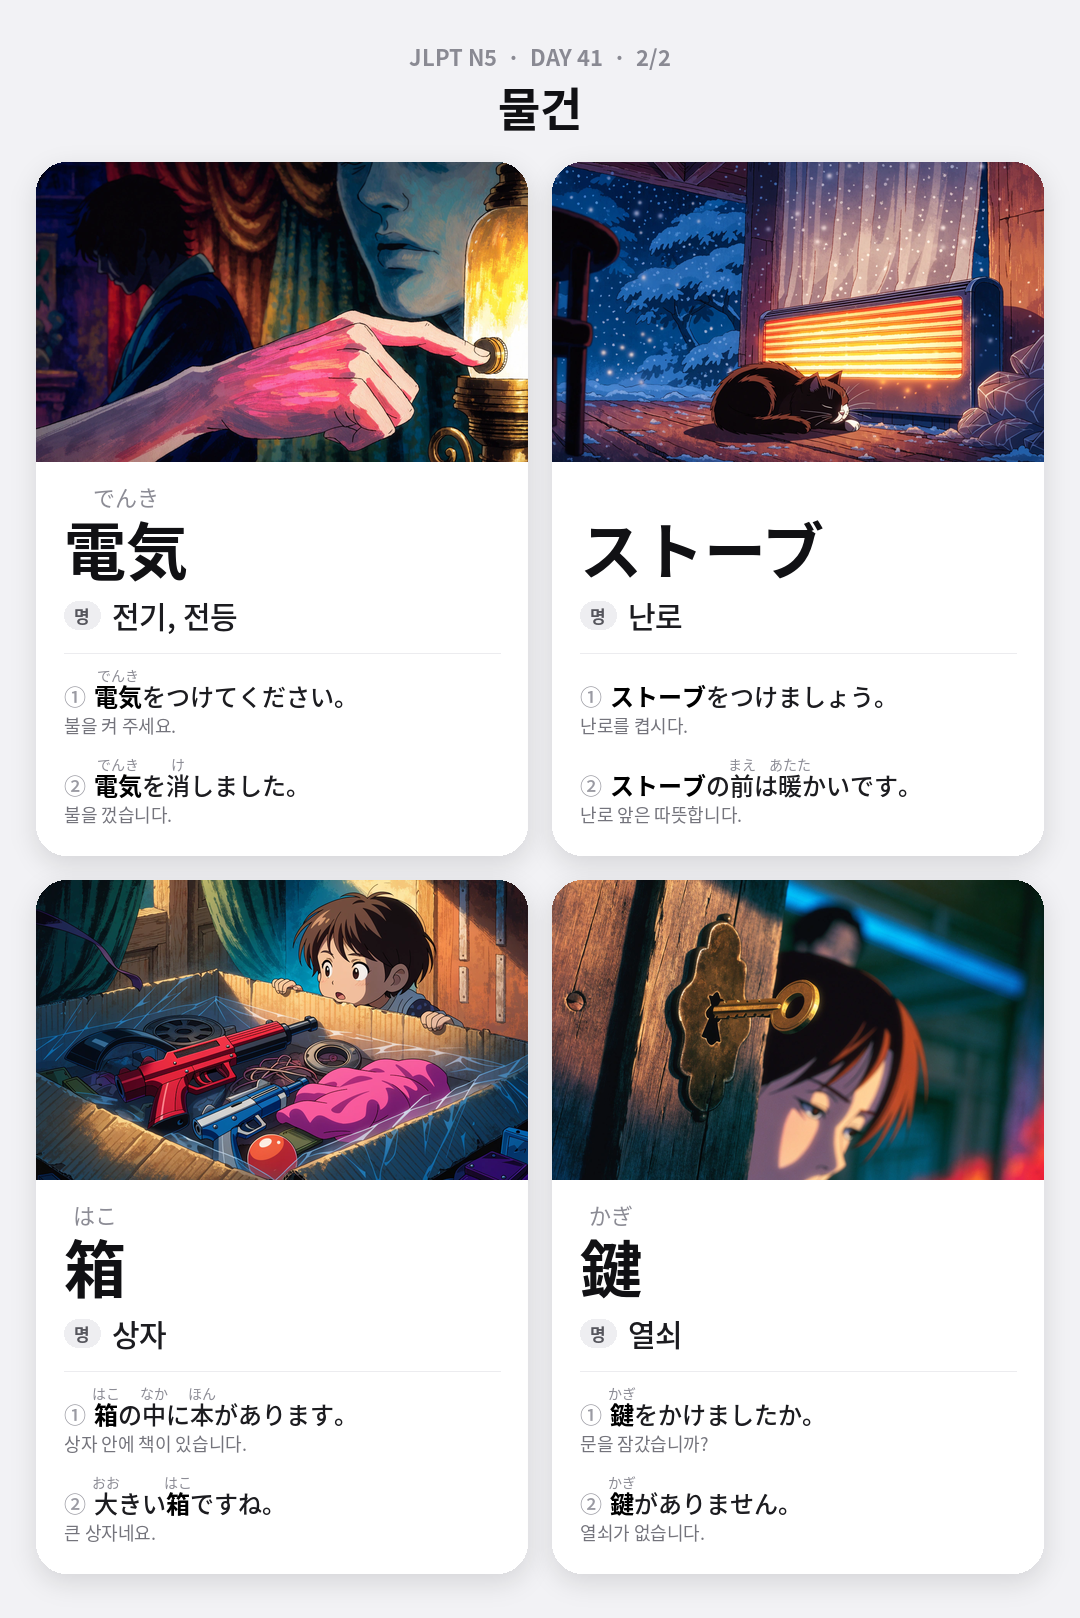 JLPT N5 · DAY 41 · 2/2
물건
でんき
電気
명 전기, 전등
でんき
① 電気をつけてください。
불을 켜 주세요.
でんき け
② 電気を消しました。
불을 껐습니다.
ストーブ
명 난로
① ストーブをつけましょう。
난로를 켭시다.
まえ あたた
② ストーブの前は暖かいです。
난로 앞은 따뜻합니다.
はこ
箱
명 상자
はこ なか ほん
① 箱の中に本があります。
상자 안에 책이 있습니다.
おお はこ
② 大きい箱ですね。
큰 상자네요.
かぎ
鍵
명 열쇠
かぎ
① 鍵をかけましたか。
문을 잠갔습니까?
かぎ
② 鍵がありません。
열쇠가 없습니다.